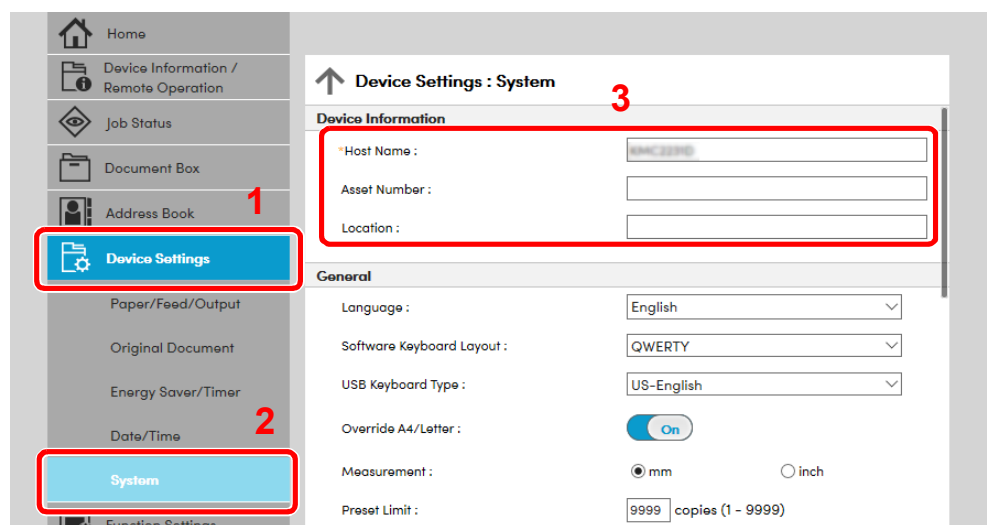 Home
Device Information /
Remote Operation
Job Status
Document Box
Address Book
1
Device Settings
Paper/Feed/Output
Original Document
Energy Saver/Timer
Date/Time
2
System
Function Settings
Device Settings : System
3
Device Information
*Host Name :
Asset Number :
Location :
General
Language : English
Software Keyboard Layout : QWERTY
USB Keyboard Type : US-English
Override A4/Letter : On
Measurement : mm inch
Preset Limit : 9999 copies (1 - 9999)